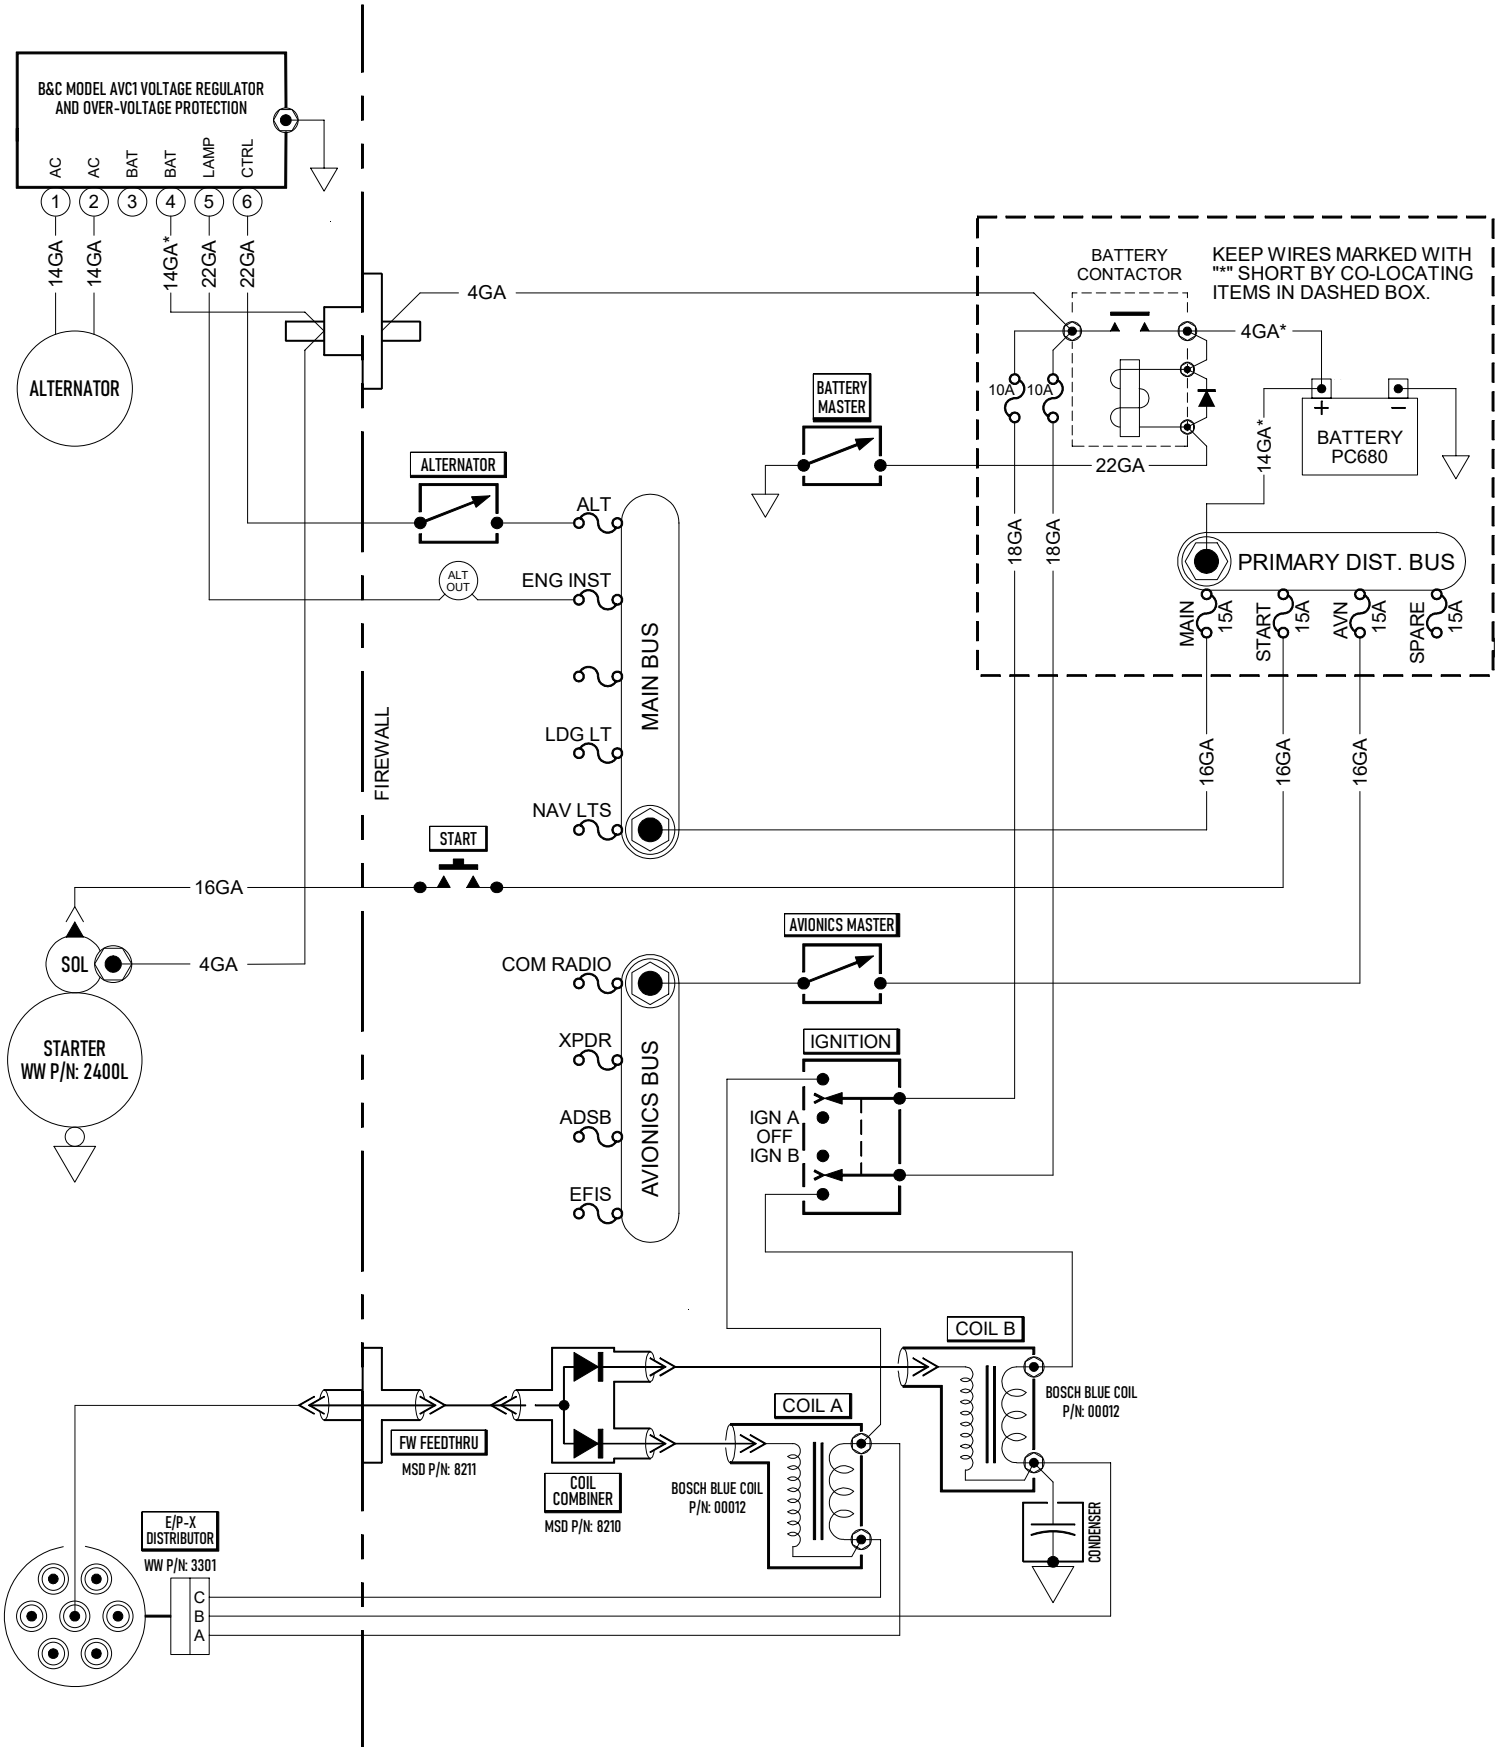 B&C MODEL AVC1 VOLTAGE REGULATOR
AND OVER-VOLTAGE PROTECTION
AC
AC
BAT
BAT
LAMP
CTRL
1
2
3
4
5
6
14GA
14GA
14GA*
22GA
22GA
ALTERNATOR
4GA
BATTERY
CONTACTOR
KEEP WIRES MARKED WITH
"*" SHORT BY CO-LOCATING
ITEMS IN DASHED BOX.
4GA*
10A
10A
14GA*
+
–
BATTERY
PC680
22GA
BATTERY
MASTER
ALTERNATOR
ALT
ALT
OUT
ENG INST
MAIN BUS
LDG LT
NAV LTS
18GA
18GA
PRIMARY DIST. BUS
MAIN
15A
START
15A
AVN
15A
SPARE
15A
16GA
16GA
16GA
FIREWALL
START
16GA
SOL
4GA
STARTER
WW P/N: 2400L
AVIONICS MASTER
COM RADIO
XPDR
ADSB
EFIS
AVIONICS BUS
IGNITION
IGN A
OFF
IGN B
COIL B
BOSCH BLUE COIL
P/N: 00012
COIL A
BOSCH BLUE COIL
P/N: 00012
FW FEEDTHRU
MSD P/N: 8211
COIL
COMBINER
MSD P/N: 8210
CONDENSER
E/P-X
DISTRIBUTOR
WW P/N: 3301
C
B
A